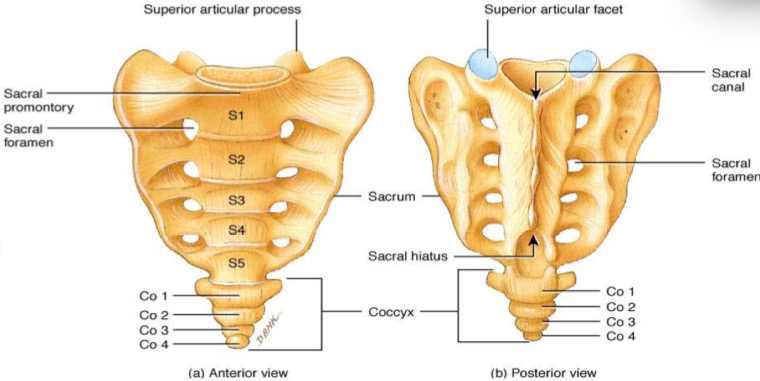 Superior articular process
Superior articular facet
Sacral
promontory
Sacral
foramen
S1
S2
S3
S4
S5
Sacral
canal
Sacral
foramen
Sacrum
Sacral hiatus
Coccyx
Co 1
Co 2
Co 3
Co 4
DANK
Co 1
Co 2
Co 3
Co 4
(a) Anterior view
(b) Posterior view